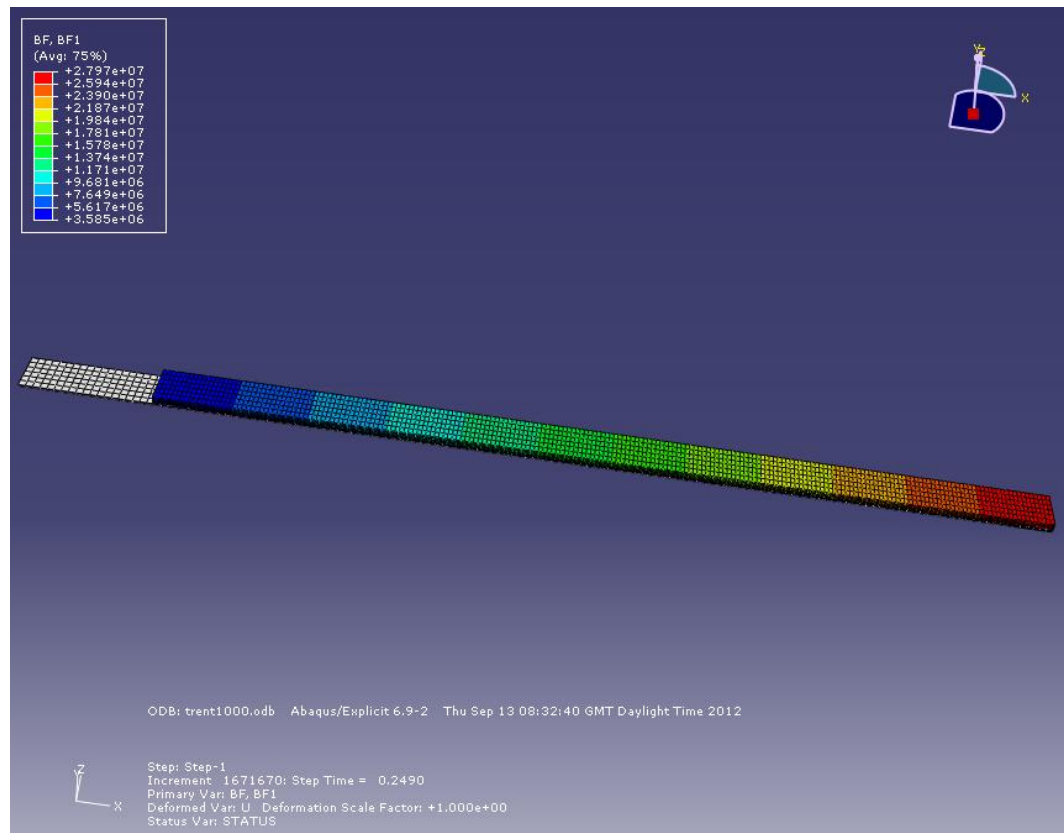 BF, BF1
(Avg: 75%)
+2.797e+07
+2.594e+07
+2.390e+07
+2.187e+07
+1.984e+07
+1.781e+07
+1.578e+07
+1.374e+07
+1.171e+07
+9.681e+06
+7.649e+06
+5.617e+06
+3.585e+06
Y Z
X
ODB: trent1000.odb Abaqus/Explicit 6.9-2 Thu Sep 13 08:32:40 GMT Daylight Time 2012
Z
Y
X
Step: Step-1
Increment 1671670: Step Time = 0.2490
Primary Var: BF, BF1
Deformed Var: U Deformation Scale Factor: +1.000e+00
Status Var: STATUS